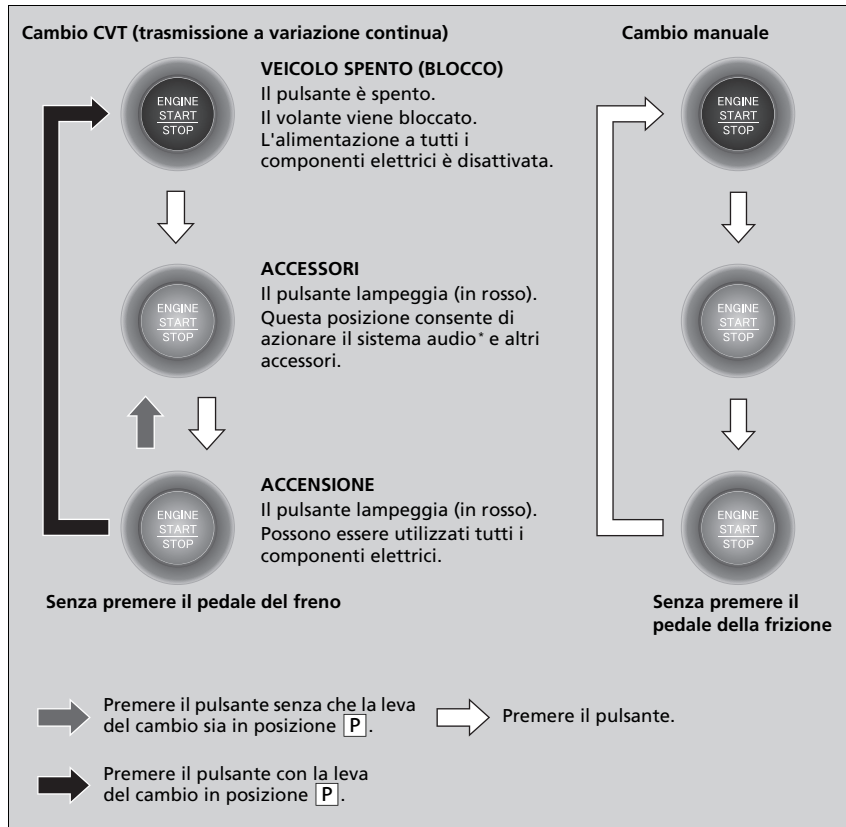 Cambio CVT (trasmissione a variazione continua)
Cambio manuale
ENGINE
START
STOP
VEICOLO SPENTO (BLOCCO)
Il pulsante è spento.
Il volante viene bloccato.
L'alimentazione a tutti i
componenti elettrici è disattivata.
ENGINE
START
STOP
ENGINE
START
STOP
ACCESSORI
Il pulsante lampeggia (in rosso).
Questa posizione consente di
azionare il sistema audio* e altri
accessori.
ENGINE
START
STOP
ENGINE
START
STOP
ACCENSIONE
Il pulsante lampeggia (in rosso).
Possono essere utilizzati tutti i
componenti elettrici.
ENGINE
START
STOP
Senza premere il pedale del freno
Senza premere il
pedale della frizione
Premere il pulsante senza che la leva
del cambio sia in posizione P.
Premere il pulsante.
Premere il pulsante con la leva
del cambio in posizione P.